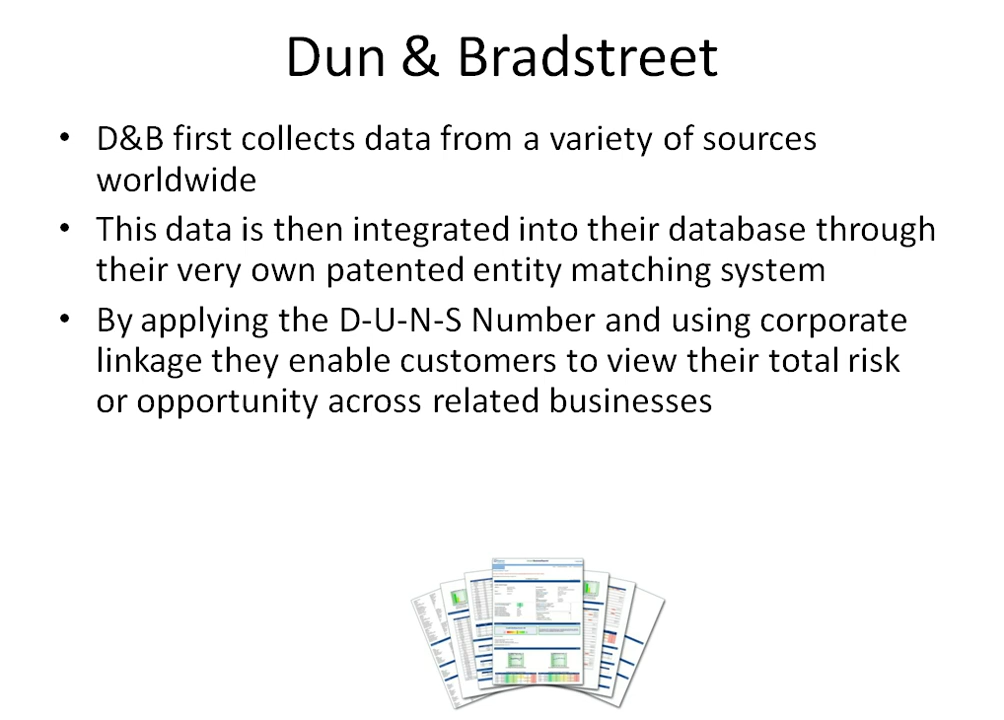 Dun & Bradstreet
• D&B first collects data from a variety of sources
worldwide
• This data is then integrated into their database through
their very own patented entity matching system
• By applying the D-U-N-S Number and using corporate
linkage they enable customers to view their total risk
or opportunity across related businesses